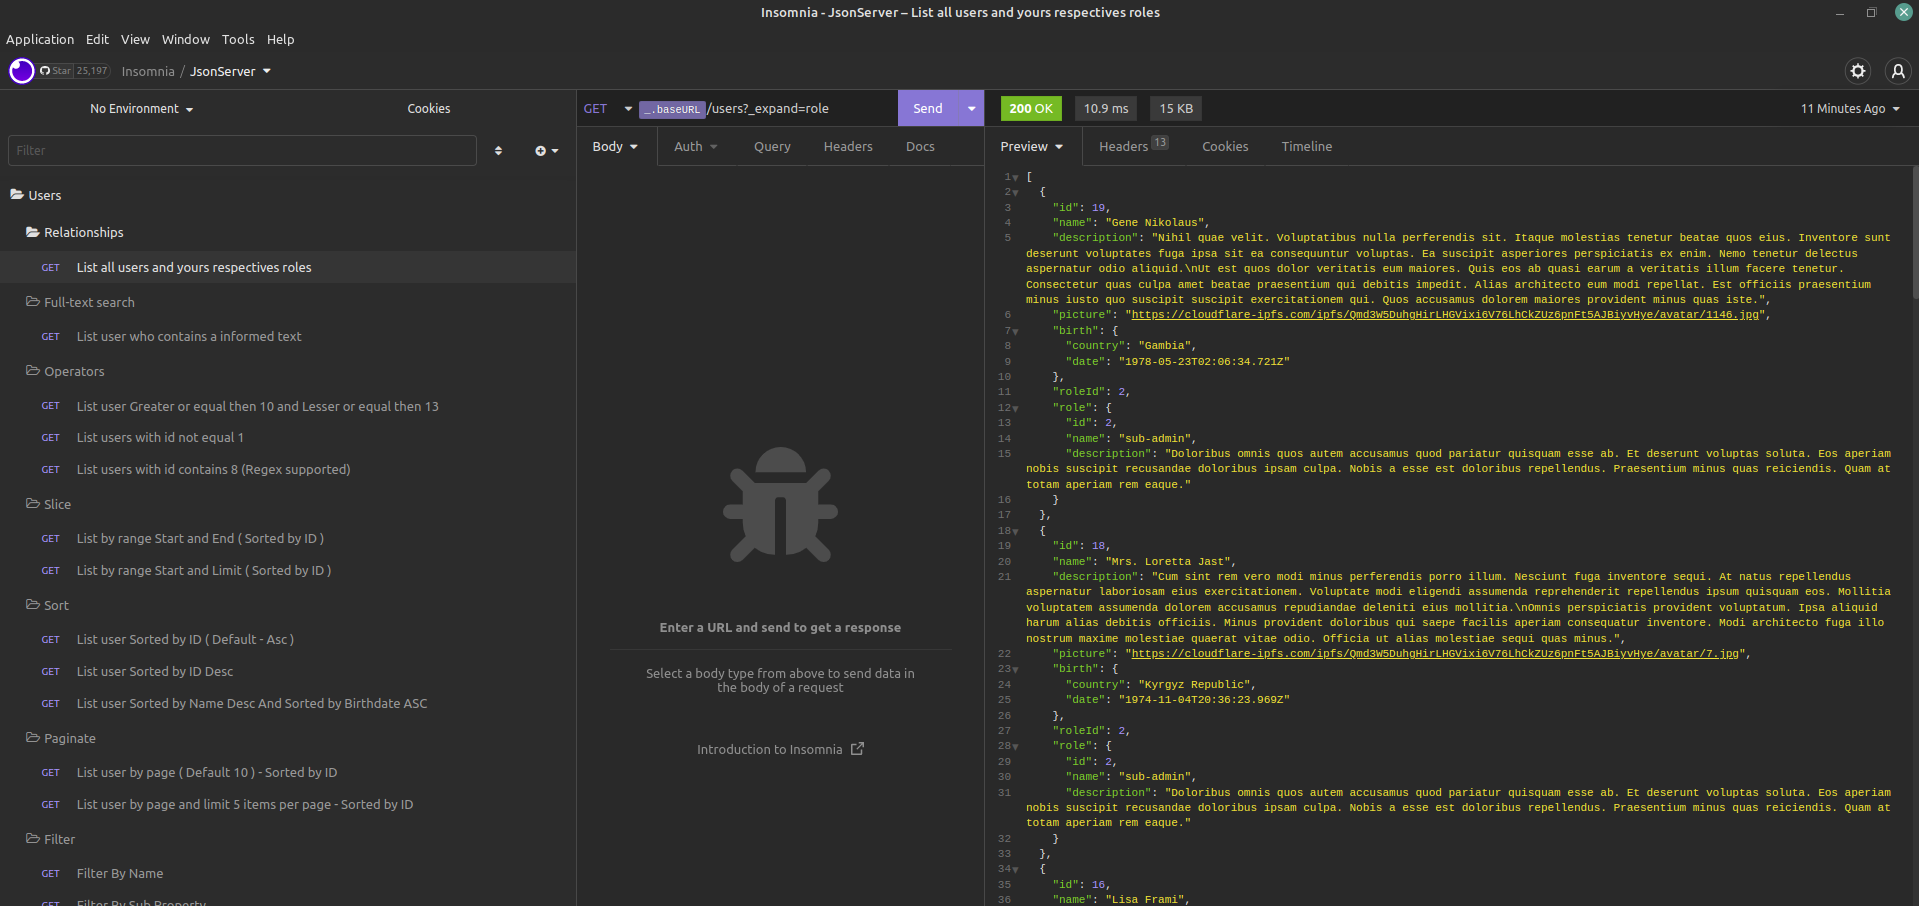 Insomnia - JsonServer – List all users and yours respectives roles
Application Edit View Window Tools Help
Star 25,197 Insomnia / JsonServer
No Environment Cookies
Filter
Users
Relationships
GET List all users and yours respectives roles
Full-text search
GET List user who contains a informed text
Operators
GET List user Greater or equal then 10 and Lesser or equal then 13
GET List users with id not equal 1
GET List users with id contains 8 (Regex supported)
Slice
GET List by range Start and End ( Sorted by ID )
GET List by range Start and Limit ( Sorted by ID )
Sort
GET List user Sorted by ID ( Default - Asc )
GET List user Sorted by ID Desc
GET List user Sorted by Name Desc And Sorted by Birthdate ASC
Paginate
GET List user by page ( Default 10 ) - Sorted by ID
GET List user by page and limit 5 items per page - Sorted by ID
Filter
GET Filter By Name
GET Filter By Sub Property
GET _.baseURL /users?_expand=role Send
Body Auth Query Headers Docs
Enter a URL and send to get a response
Select a body type from above to send data in
the body of a request
Introduction to Insomnia
200 OK 10.9 ms 15 KB 11 Minutes Ago
Preview Headers 13 Cookies Timeline
1 [
2 {
3 "id": 19,
4 "name": "Gene Nikolaus",
5 "description": "Nihil quae velit. Voluptatibus nulla perferendis sit. Itaque molestias tenetur beatae quos eius. Inventore sunt
deserunt voluptates fuga ipsa sit ea consequuntur voluptas. Ea suscipit asperiores perspiciatis ex enim. Nemo tenetur delectus
aspernatur odio aliquid.\nUt est quos dolor veritatis eum maiores. Quis eos ab quasi earum a veritatis illum facere tenetur.
Consectetur quas culpa amet beatae praesentium qui debitis impedit. Alias architecto eum modi repellat. Est officiis praesentium
minus iusto quo suscipit suscipit exercitationem qui. Quos accusamus dolorem maiores provident minus quas iste.",
6 "picture": "https://cloudflare-ipfs.com/ipfs/Qmd3W5DuhgHirLHGVixi6V76LhCkZUz6pnFt5AJBiyvHye/avatar/1146.jpg",
7 "birth": {
8 "country": "Gambia",
9 "date": "1978-05-23T02:06:34.721Z"
10 },
11 "roleId": 2,
12 "role": {
13 "id": 2,
14 "name": "sub-admin",
15 "description": "Doloribus omnis quos autem accusamus quod pariatur quisquam esse ab. Et deserunt voluptas soluta. Eos aperiam
nobis suscipit recusandae doloribus ipsam culpa. Nobis a esse est doloribus repellendus. Praesentium minus quas reiciendis. Quam at
totam aperiam rem eaque."
16 }
17 },
18 {
19 "id": 18,
20 "name": "Mrs. Loretta Jast",
21 "description": "Cum sint rem vero modi minus perferendis porro illum. Nesciunt fuga inventore sequi. At natus repellendus
aspernatur laboriosam eius exercitationem. Voluptate modi eligendi assumenda reprehenderit repellendus ipsum quisquam eos. Mollitia
voluptatem assumenda dolorem accusamus repudiandae deleniti eius mollitia.\nOmnis perspiciatis provident voluptatum. Ipsa aliquid
harum alias debitis officiis. Minus provident doloribus qui saepe facilis aperiam consequatur inventore. Modi architecto fuga illo
nostrum maxime molestiae quaerat vitae odio. Officia ut alias molestiae sequi quas minus.",
22 "picture": "https://cloudflare-ipfs.com/ipfs/Qmd3W5DuhgHirLHGVixi6V76LhCkZUz6pnFt5AJBiyvHye/avatar/7.jpg",
23 "birth": {
24 "country": "Kyrgyz Republic",
25 "date": "1974-11-04T20:36:23.969Z"
26 },
27 "roleId": 2,
28 "role": {
29 "id": 2,
30 "name": "sub-admin",
31 "description": "Doloribus omnis quos autem accusamus quod pariatur quisquam esse ab. Et deserunt voluptas soluta. Eos aperiam
nobis suscipit recusandae doloribus ipsam culpa. Nobis a esse est doloribus repellendus. Praesentium minus quas reiciendis. Quam at
totam aperiam rem eaque."
32 }
33 },
34 {
35 "id": 16,
36 "name": "Lisa Frami",